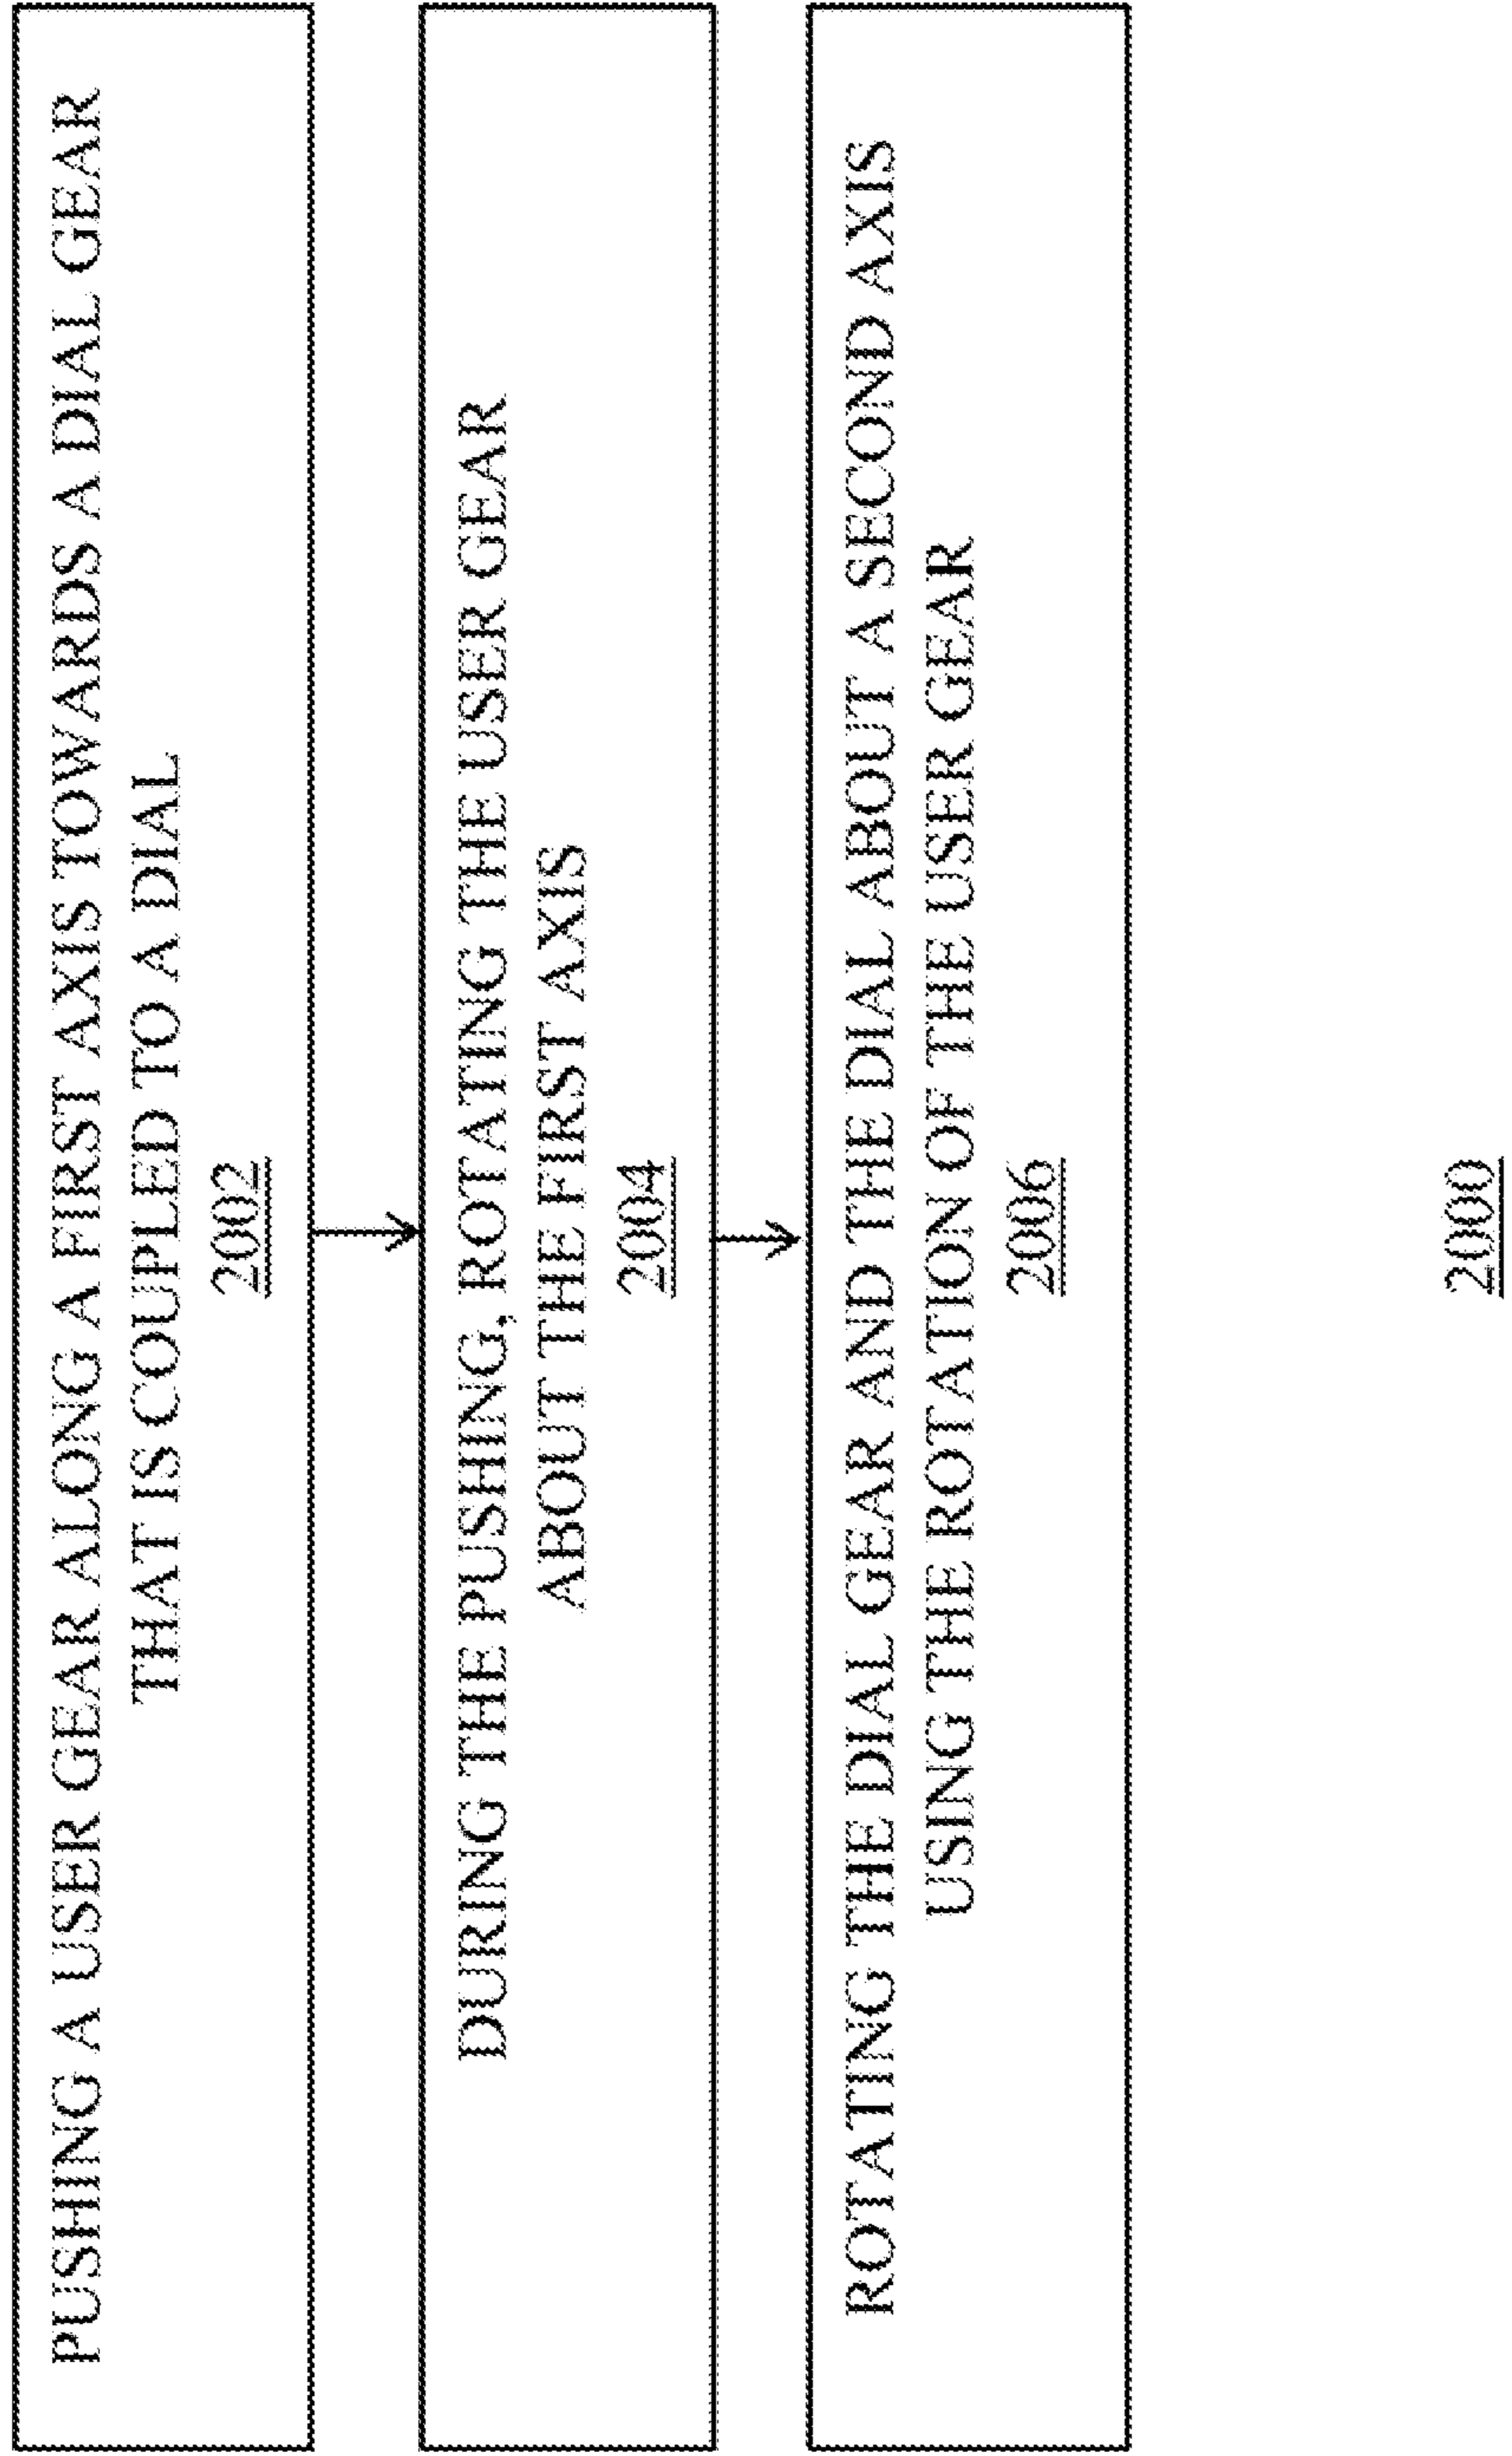 PUSHING A USER GEAR ALONG A FIRST AXIS TOWARDS A DIAL GEAR
THAT IS COUPLED TO A DIAL
2002
DURING THE PUSHING, ROTATING THE USER GEAR
ABOUT THE FIRST AXIS
2004
ROTATING THE DIAL GEAR AND THE DIAL ABOUT A SECOND AXIS
USING THE ROTATION OF THE USER GEAR
2006
2000